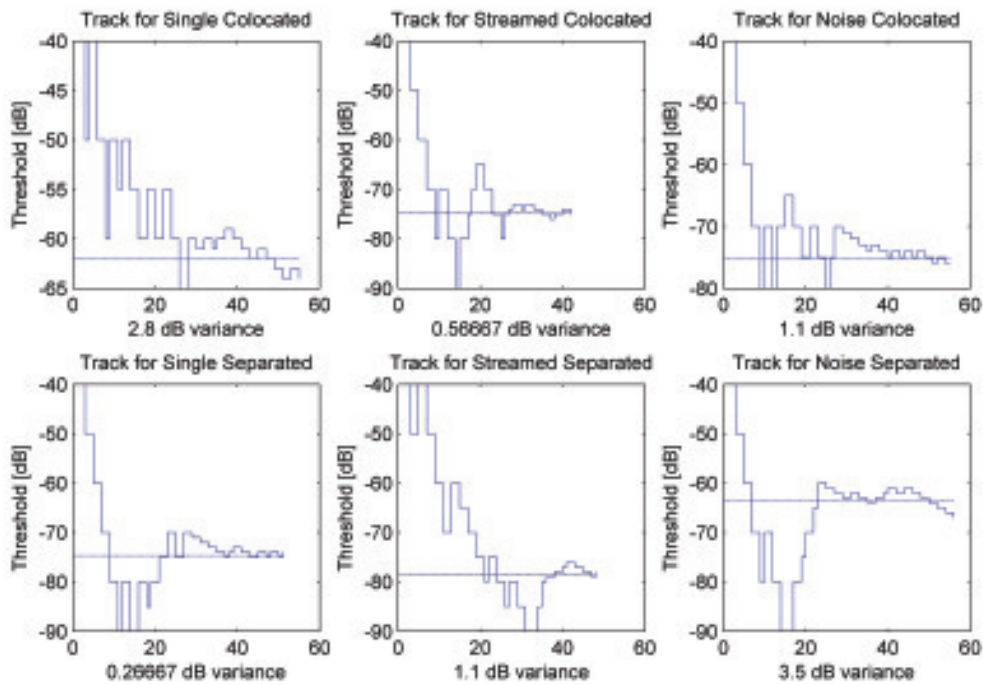 Track for Single Colocated
Threshold [dB]
-40
-45
-50
-55
-60
-65
0 20 40 60
2.8 dB variance
Track for Streamed Colocated
Threshold [dB]
-40
-50
-60
-70
-80
-90
0 20 40 60
0.56667 dB variance
Track for Noise Colocated
Threshold [dB]
-40
-50
-60
-70
-80
0 20 40 60
1.1 dB variance
Track for Single Separated
Threshold [dB]
-40
-50
-60
-70
-80
-90
0 20 40 60
0.26667 dB variance
Track for Streamed Separated
Threshold [dB]
-40
-50
-60
-70
-80
-90
0 20 40 60
1.1 dB variance
Track for Noise Separated
Threshold [dB]
-40
-50
-60
-70
-80
-90
0 20 40 60
3.5 dB variance